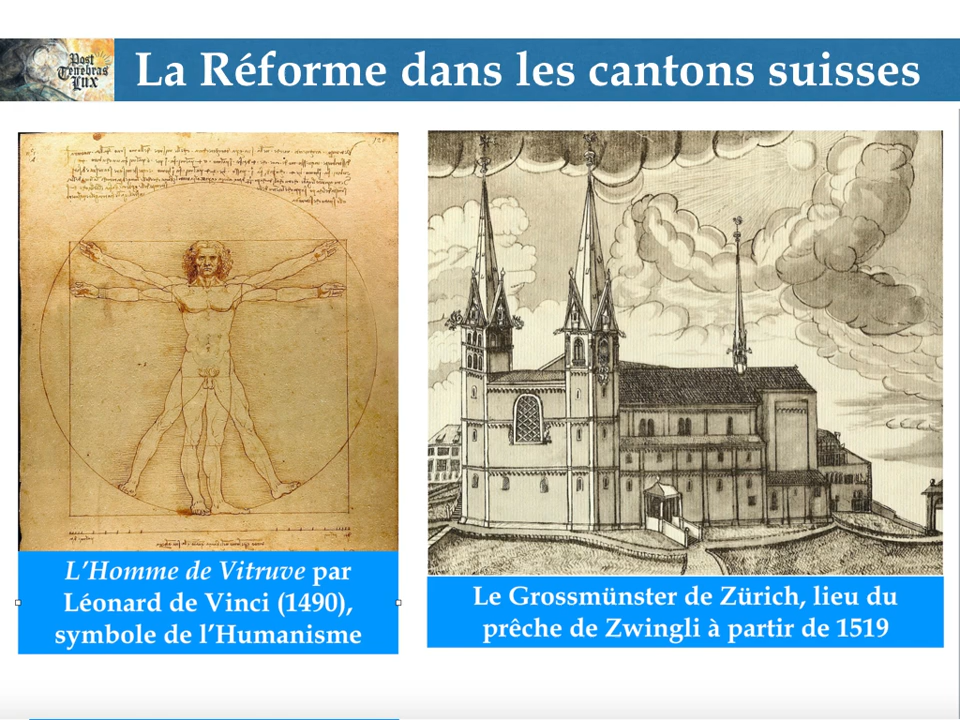 Post
Tenebras
Lux
La Réforme dans les cantons suisses
L’Homme de Vitruve par
Léonard de Vinci (1490),
symbole de l’Humanisme
Le Grossmünster de Zürich, lieu du
prêche de Zwingli à partir de 1519